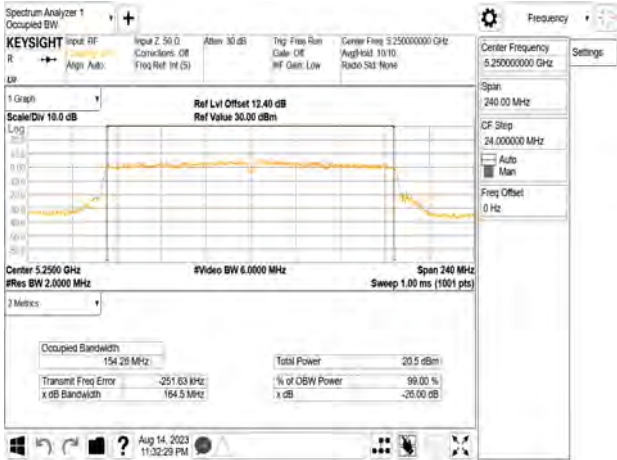 Spectrum Analyzer 1
Occupied BW
+
Frequency
KEYSIGHT
R
Input: RF
Align: Auto
Input Z: 50 Ω
Corrections: Off
Freq Ref: Int (S)
Atten: 30 dB
Trig: Free Run
Gate: Off
#IF Gain: Low
Center Freq: 5.250000000 GHz
Avg|Hold: 10/10
Radio Std: None
Center Frequency
5.250000000 GHz
Settings
Span
240.00 MHz
CF Step
24.000000 MHz
Auto
Man
Freq Offset
0 Hz
1 Graph
Scale/Div 10.0 dB
Log
Ref Lvl Offset 12.40 dB
Ref Value 30.00 dBm
Center 5.2500 GHz
#Res BW 2.0000 MHz
#Video BW 6.0000 MHz
Span 240 MHz
Sweep 1.00 ms (1001 pts)
2 Metrics
Occupied Bandwidth
154.26 MHz
Total Power
20.5 dBm
Transmit Freq Error
-251.63 kHz
% of OBW Power
99.00 %
x dB Bandwidth
164.5 MHz
x dB
-26.00 dB
?
Aug 14, 2023
11:32:29 PM